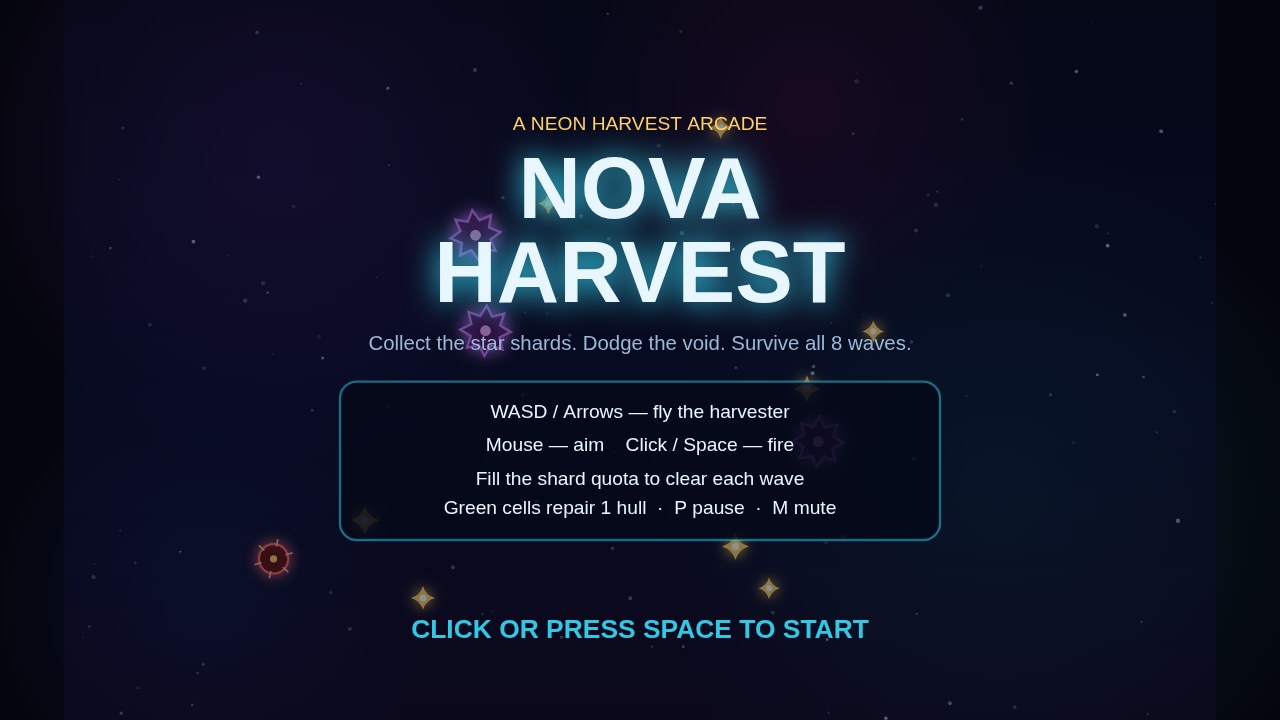 A NEON HARVEST ARCADE
NOVA
HARVEST
Collect the star shards. Dodge the void. Survive all 8 waves.
WASD / Arrows — fly the harvester
Mouse — aim    Click / Space — fire
Fill the shard quota to clear each wave
Green cells repair 1 hull  ·  P pause  ·  M mute
CLICK OR PRESS SPACE TO START